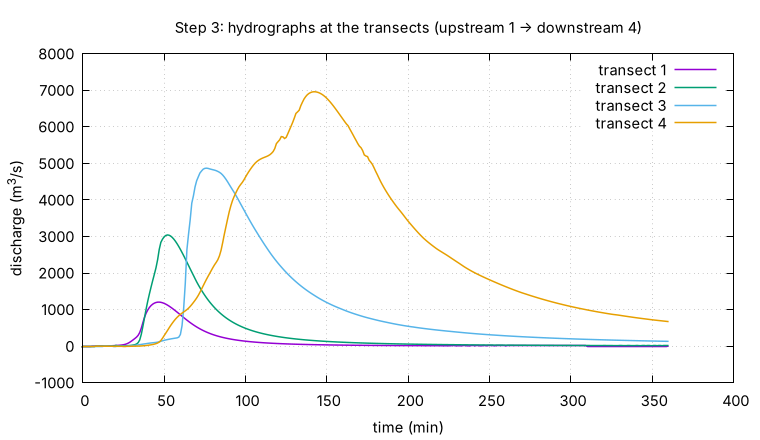 Step 3: hydrographs at the transects (upstream 1 → downstream 4)
8000
7000
6000
5000
4000
3000
2000
1000
0
-1000
discharge (m³/s)
transect 1
transect 2
transect 3
transect 4
0 50 100 150 200 250 300 350 400
time (min)